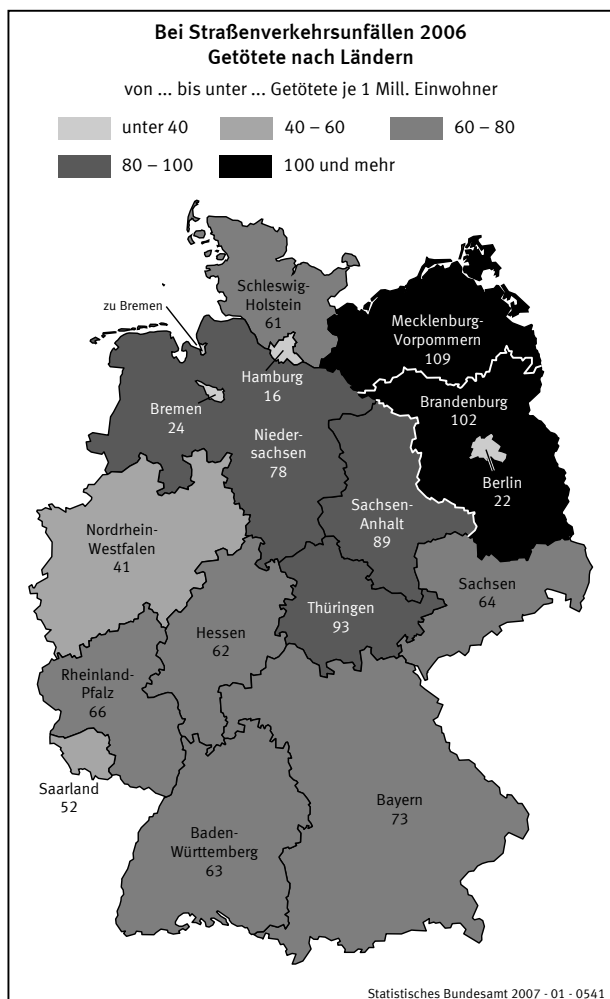 Bei Straßenverkehrsunfällen 2006
Getötete nach Ländern
von ... bis unter ... Getötete je 1 Mill. Einwohner
unter 40
40 – 60
60 – 80
80 – 100
100 und mehr
Schleswig-
Holstein
61
zu Bremen
Mecklenburg-
Vorpommern
109
Hamburg
16
Bremen
24
Brandenburg
102
Nieder-
sachsen
78
Berlin
22
Sachsen-
Anhalt
89
Nordrhein-
Westfalen
41
Sachsen
64
Thüringen
93
Hessen
62
Rheinland-
Pfalz
66
Saarland
52
Bayern
73
Baden-
Württemberg
63
Statistisches Bundesamt 2007 - 01 - 0541